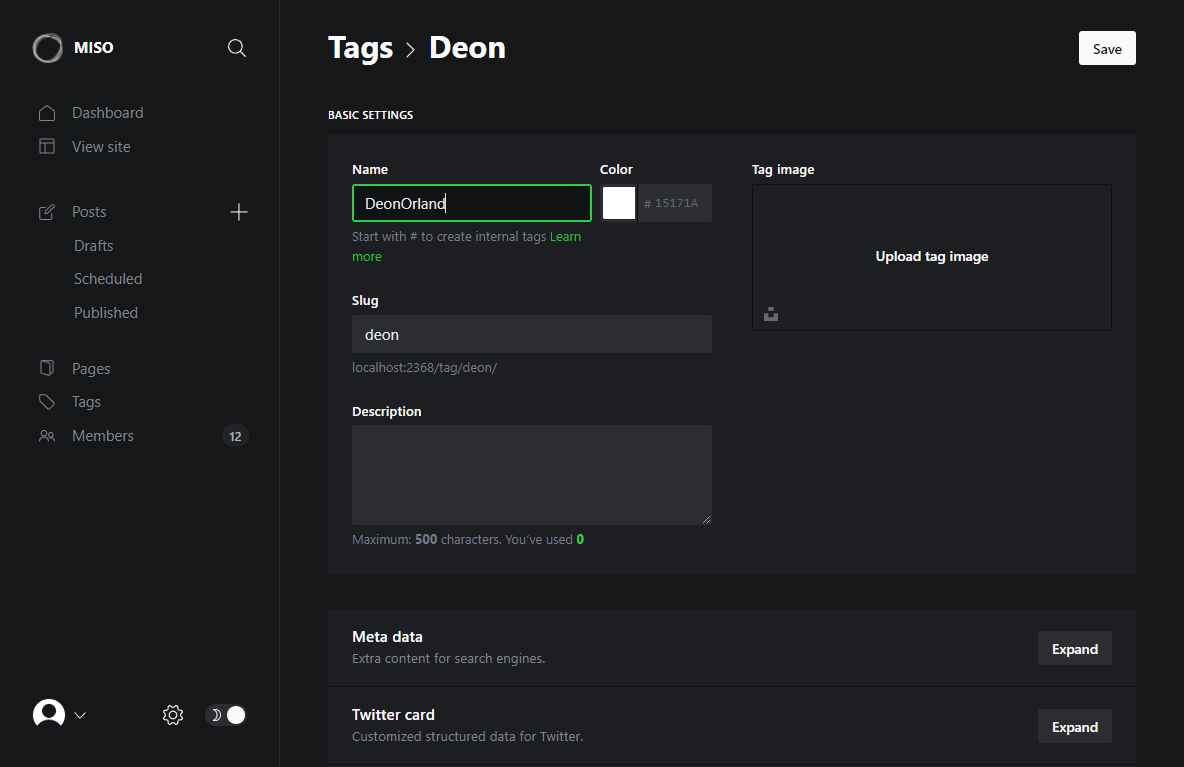 MISO
Dashboard
View site
Posts
Drafts
Scheduled
Published
Pages
Tags
Members 12
Tags > Deon
Save
BASIC SETTINGS
Name
DeonOrland
Start with # to create internal tags Learn
more
Color
# 15171A
Slug
deon
localhost:2368/tag/deon/
Description
Maximum: 500 characters. You’ve used 0
Tag image
Upload tag image
Meta data
Extra content for search engines.
Expand
Twitter card
Customized structured data for Twitter.
Expand